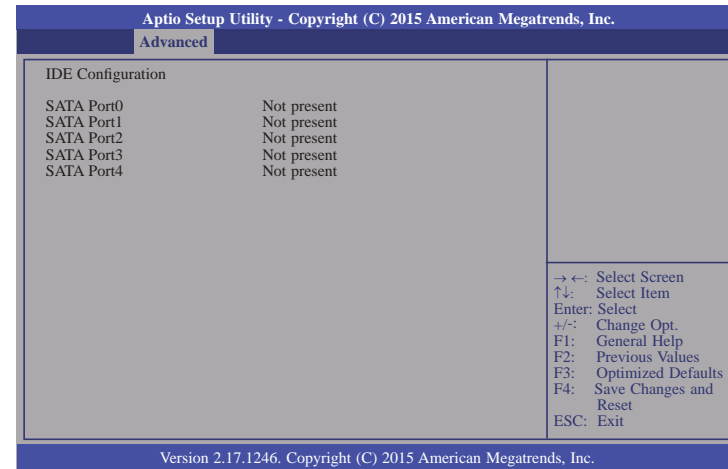 Aptio Setup Utility - Copyright (C) 2015 American Megatrends, Inc.
Advanced
IDE Configuration
SATA Port0 Not present
SATA Port1 Not present
SATA Port2 Not present
SATA Port3 Not present
SATA Port4 Not present
→←: Select Screen
↑↓: Select Item
Enter: Select
+/-: Change Opt.
F1: General Help
F2: Previous Values
F3: Optimized Defaults
F4: Save Changes and
Reset
ESC: Exit
Version 2.17.1246. Copyright (C) 2015 American Megatrends, Inc.